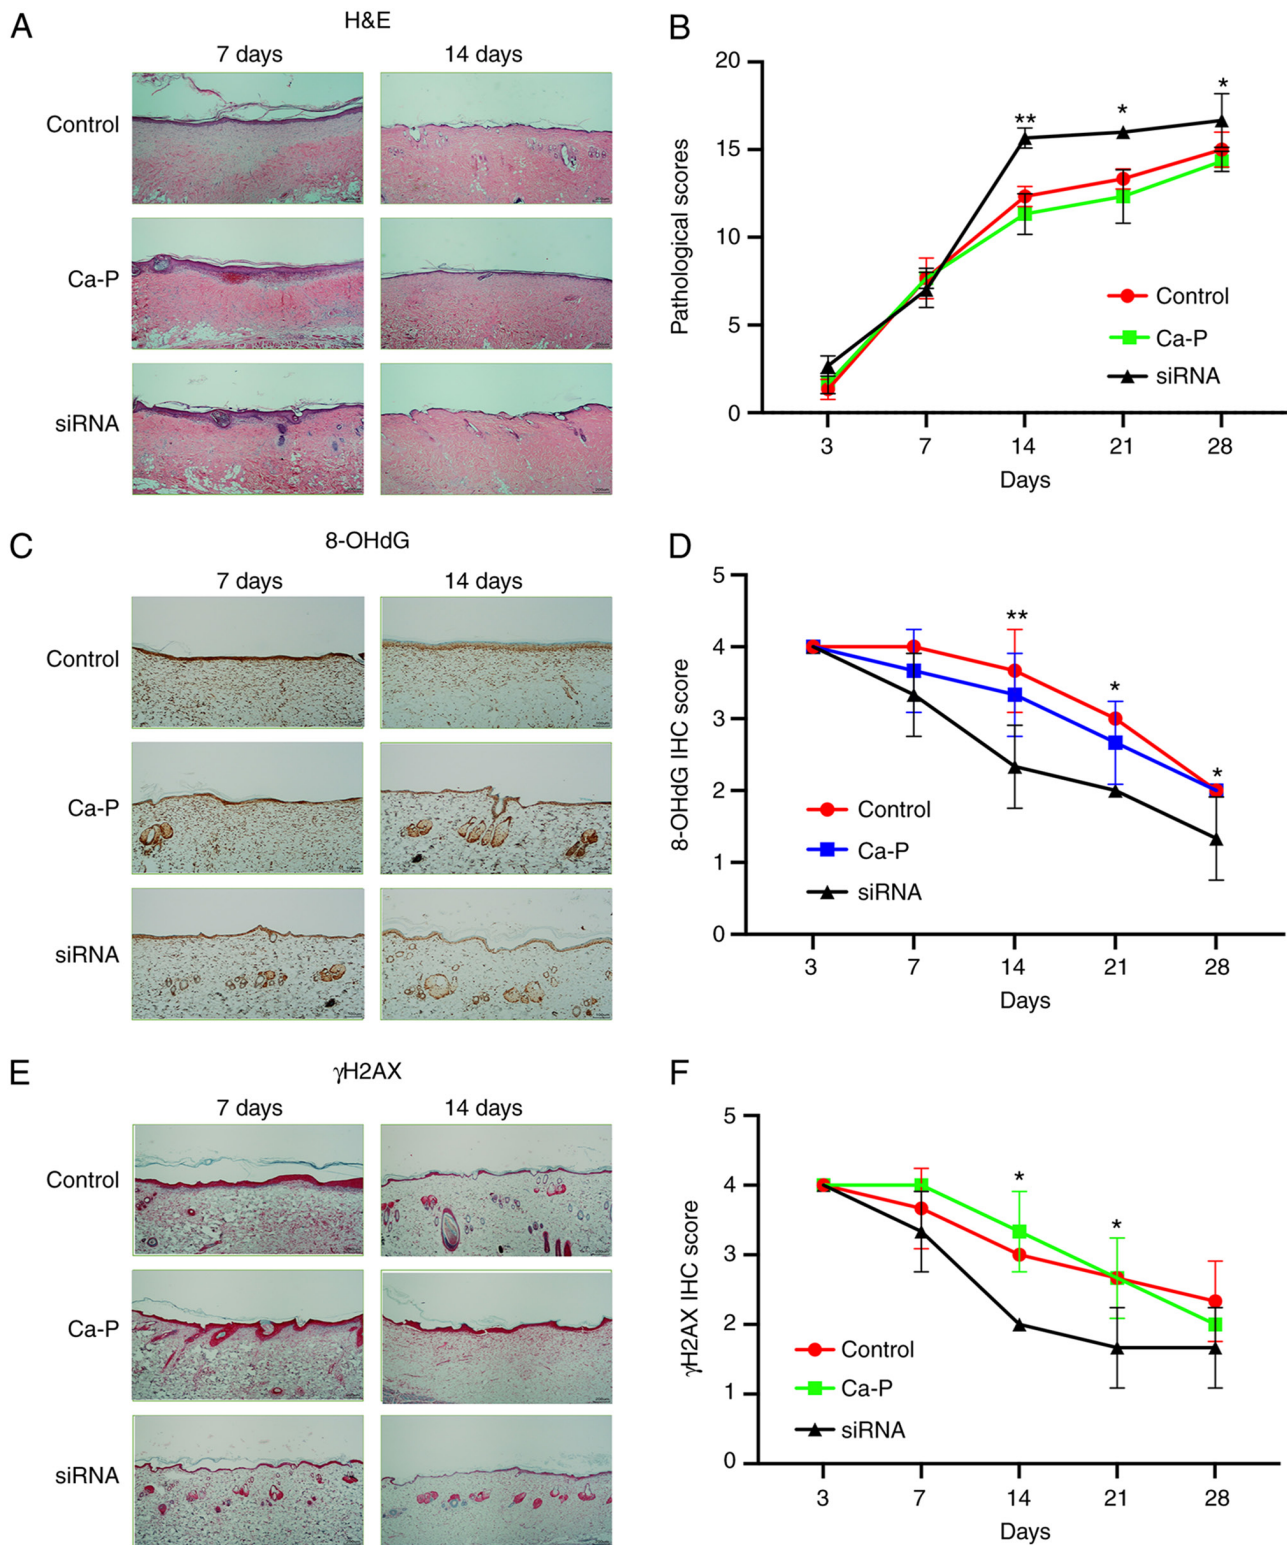 A
H&E
7 days
14 days
Control
Ca-P
siRNA
B
20
15
10
5
0
Pathological scores
**
*
*
Control
Ca-P
siRNA
3
7
14
21
28
Days
C
8-OHdG
7 days
14 days
Control
Ca-P
siRNA
D
5
4
3
2
1
0
8-OHdG IHC score
**
*
*
Control
Ca-P
siRNA
3
7
14
21
28
Days
E
γH2AX
7 days
14 days
Control
Ca-P
siRNA
F
5
4
3
2
1
0
γH2AX IHC score
*
*
Control
Ca-P
siRNA
3
7
14
21
28
Days